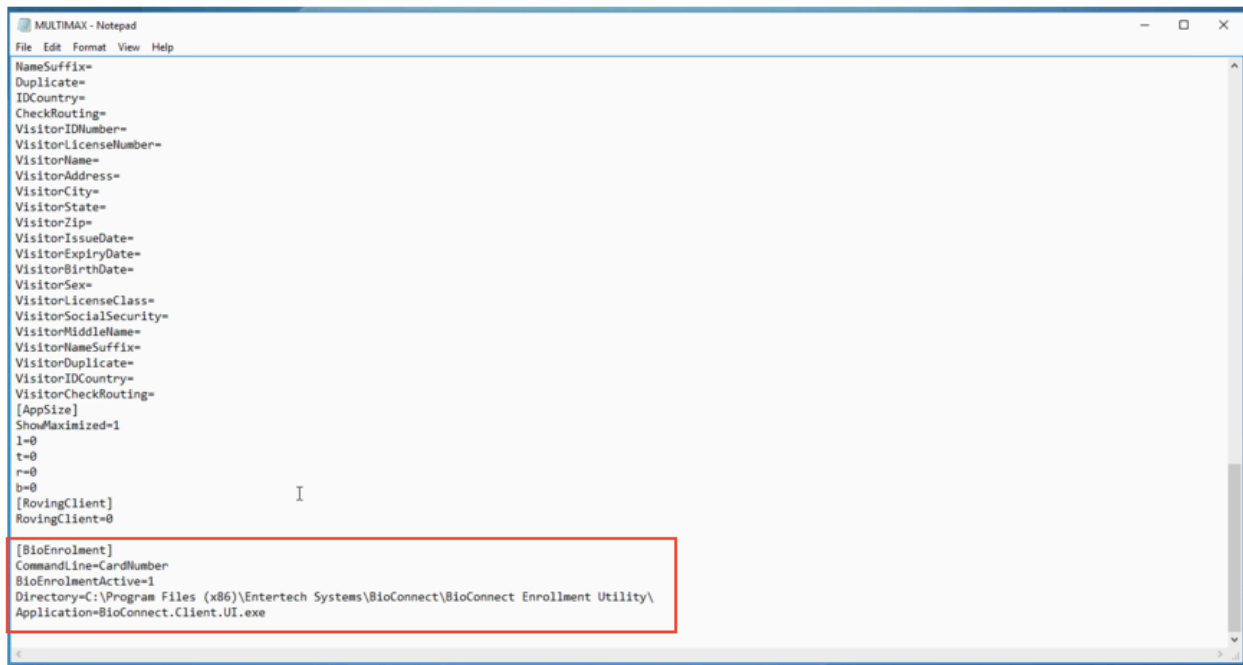 MULTIMAX - Notepad
File Edit Format View Help
NameSuffix=
Duplicate=
IDCountry=
CheckRouting=
VisitorIDNumber=
VisitorLicenseNumber=
VisitorName=
VisitorAddress=
VisitorCity=
VisitorState=
VisitorZip=
VisitorIssueDate=
VisitorExpiryDate=
VisitorBirthDate=
VisitorSex=
VisitorLicenseClass=
VisitorSocialSecurity=
VisitorMiddleName=
VisitorNameSuffix=
VisitorDuplicate=
VisitorIDCountry=
VisitorCheckRouting=
[AppSize]
ShowMaximized=1
l=0
t=0
r=0
b=0
[RovingClient]
RovingClient=0
[BioEnrolment]
CommandLine=CardNumber
BioEnrolmentActive=1
Directory=C:\Program Files (x86)\Entertech Systems\BioConnect\BioConnect Enrollment Utility\
Application=BioConnect.Client.UI.exe